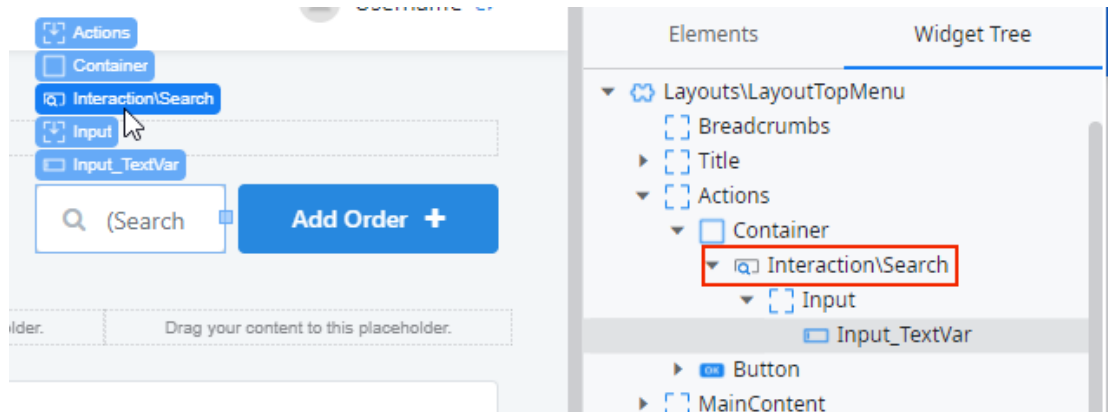 Username
Actions
Container
Interaction\Search
Input
Input_TextVar
(Search
Add Order
Drag your content to this placeholder.
Elements
Widget Tree
Layouts\LayoutTopMenu
Breadcrumbs
Title
Actions
Container
Interaction\Search
Input
Input_TextVar
OK Button
MainContent